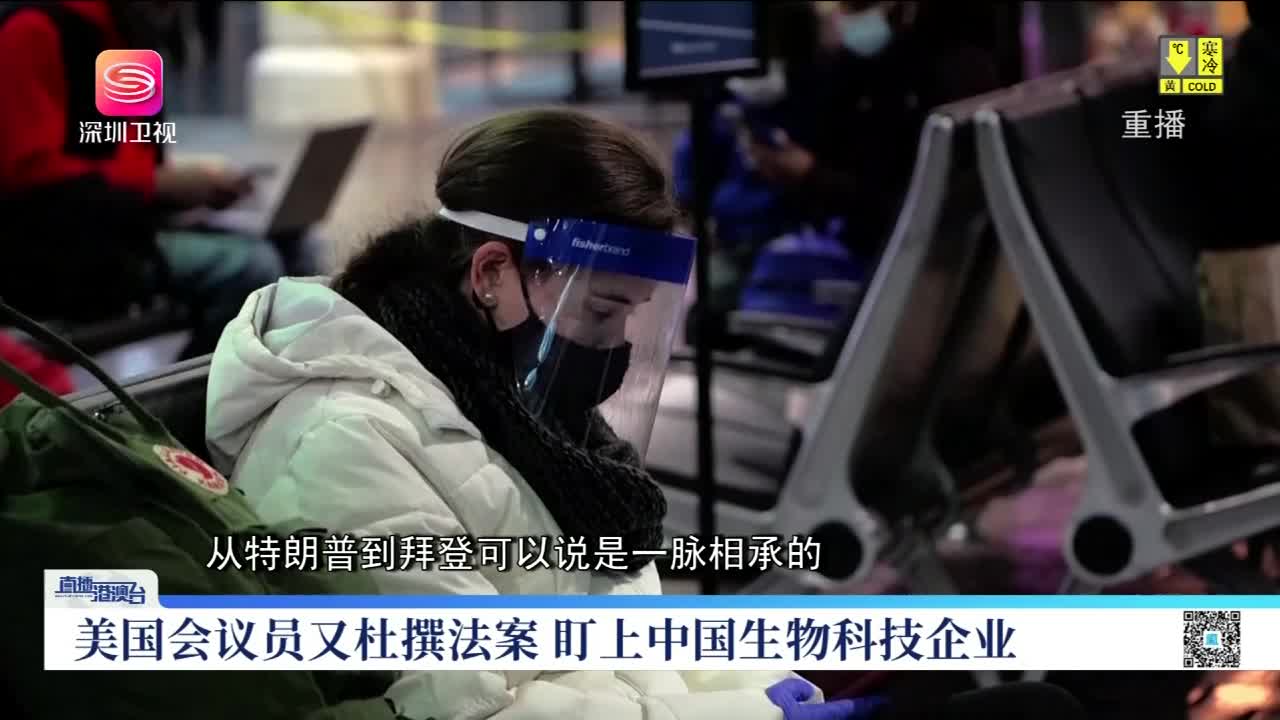 深圳卫视
℃ 寒冷
黄 COLD
重播
fisherbrand
从特朗普到拜登可以说是一脉相承的
直播港澳台
美国会议员又杜撰法案 盯上中国生物科技企业